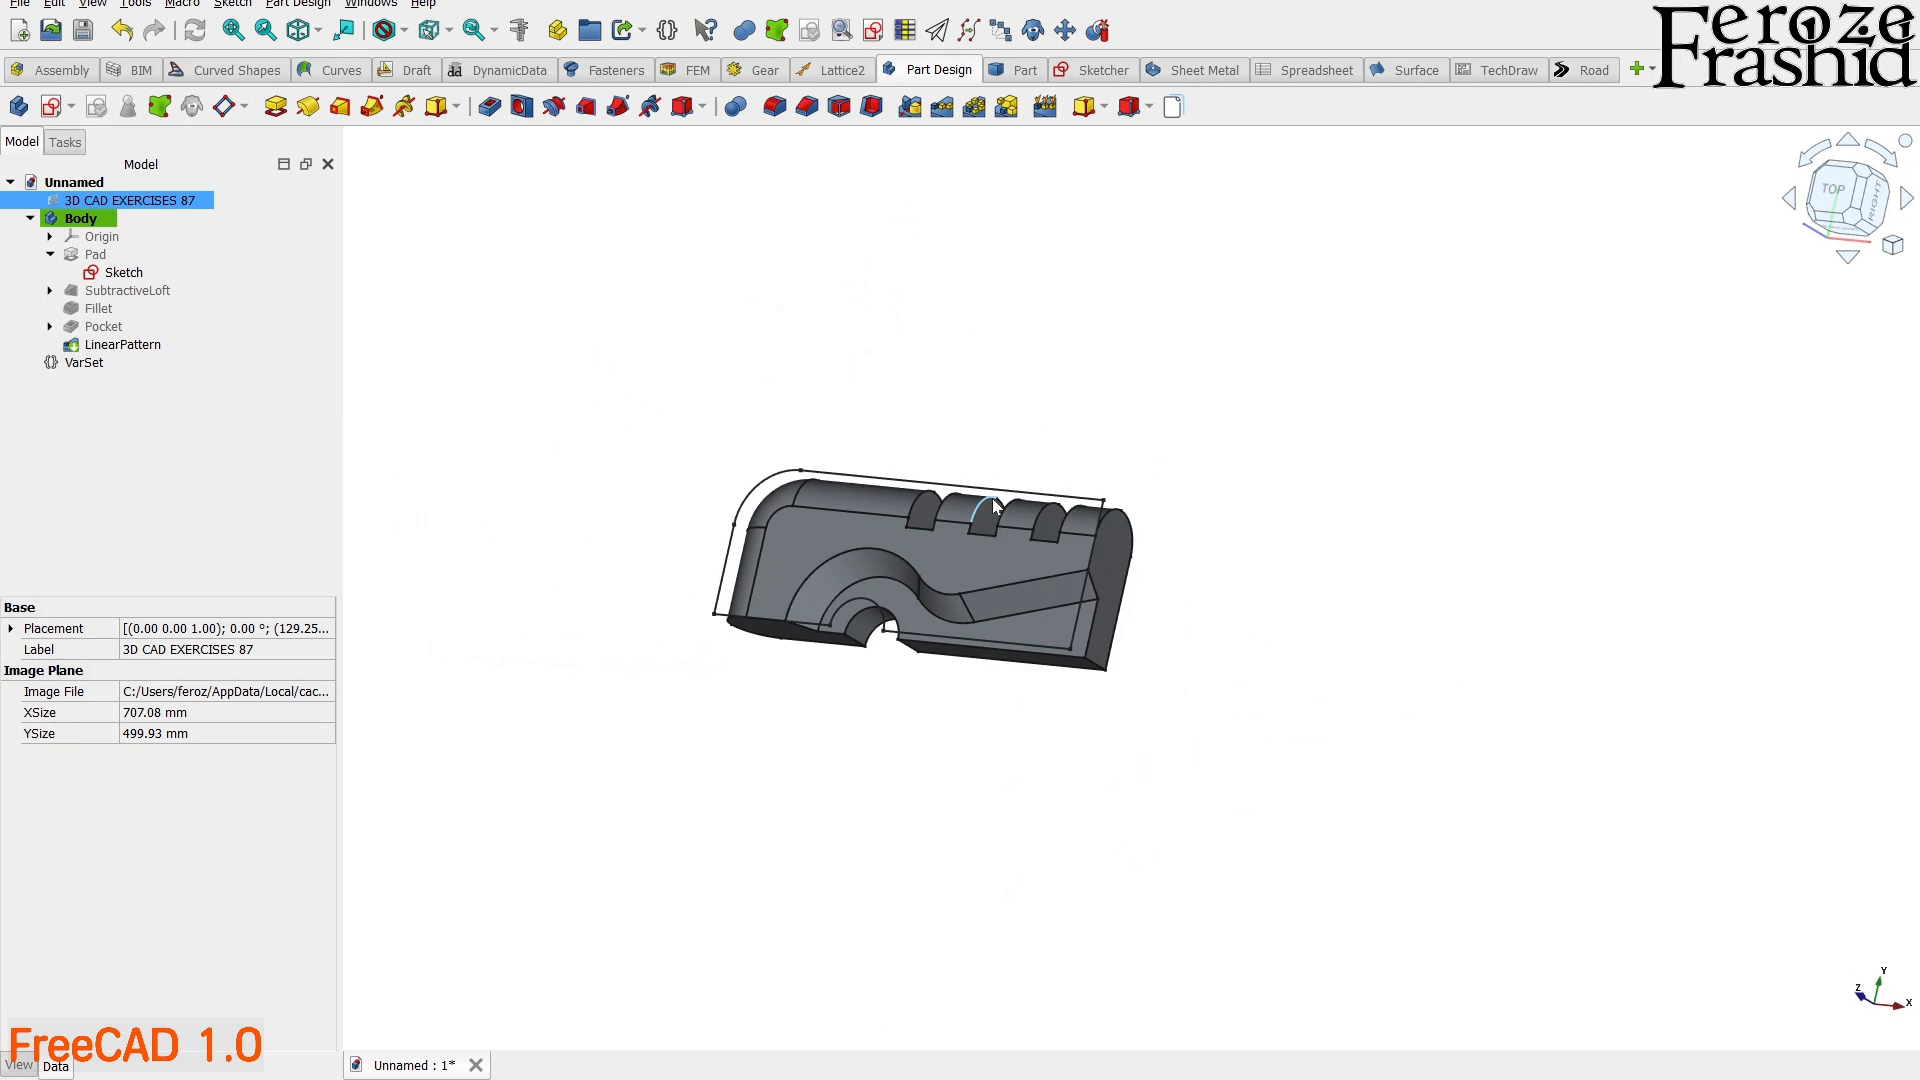 File Edit View Tools Macro Sketch Part Design Windows Help
Feroze
Frashid
Assembly BIM Curved Shapes Curves Draft DynamicData Fasteners FEM Gear Lattice2 Part Design Part Sketcher Sheet Metal Spreadsheet Surface TechDraw Road
Model Tasks
Model
Unnamed
3D CAD EXERCISES 87
Body
Origin
Pad
Sketch
SubtractiveLoft
Fillet
Pocket
LinearPattern
VarSet
TOP RIGHT
Base
Placement [(0.00 0.00 1.00); 0.00 °; (129.25...
Label 3D CAD EXERCISES 87
Image Plane
Image File C:/Users/feroz/AppData/Local/cac...
XSize 707.08 mm
YSize 499.93 mm
Y
Z
X
FreeCAD 1.0
View Data
Unnamed : 1*